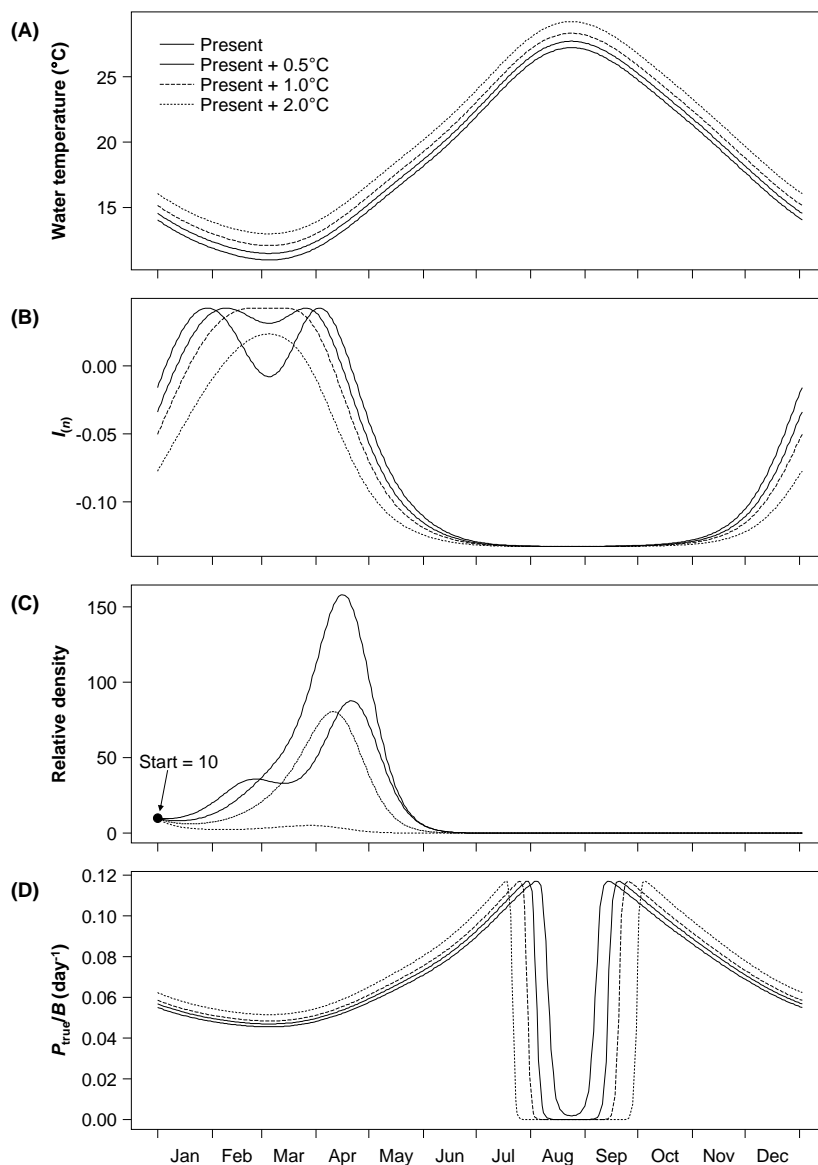 (A)
Water temperature (°C)
Present
Present + 0.5°C
Present + 1.0°C
Present + 2.0°C
25
20
15
(B)
I(n)
0.00
-0.05
-0.10
(C)
Relative density
150
100
50
0
Start = 10
(D)
Ptrue/B (day-1)
0.12
0.10
0.08
0.06
0.04
0.02
0.00
Jan Feb Mar Apr May Jun Jul Aug Sep Oct Nov Dec